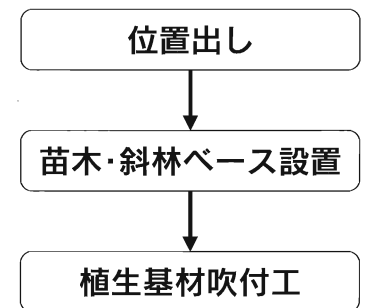 位置出し
苗木･斜林ベース設置
植生基材吹付工